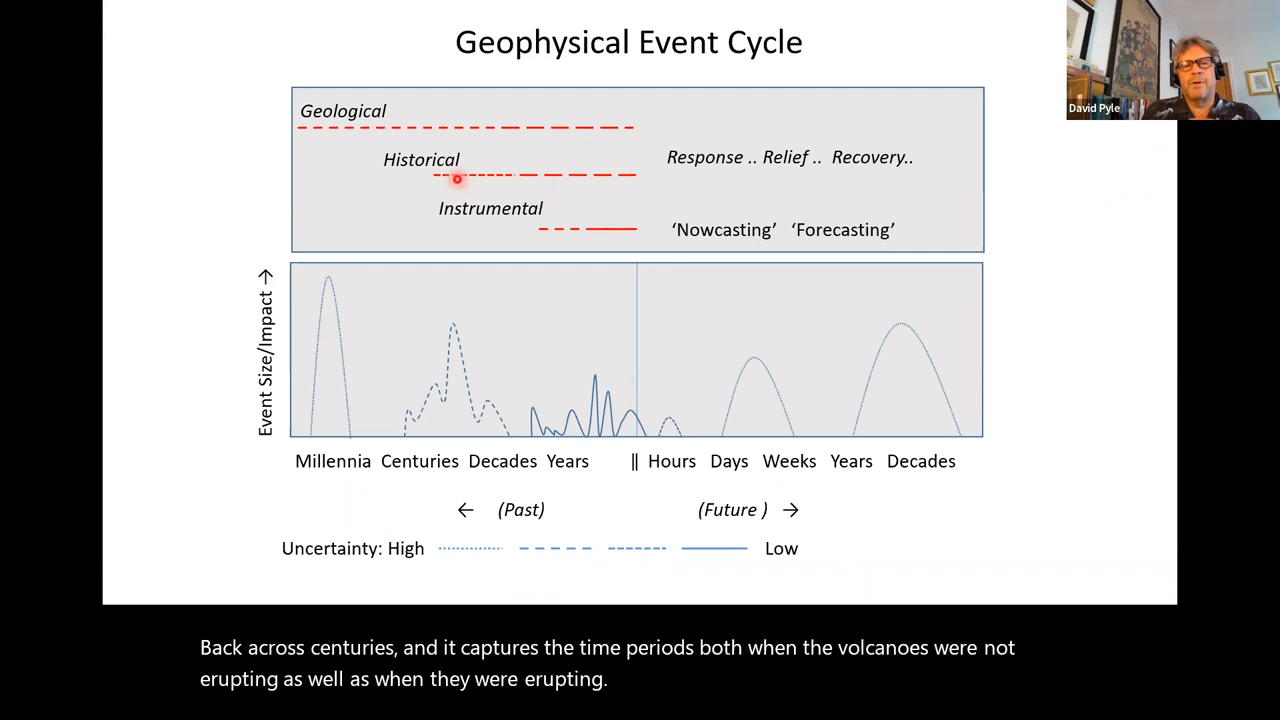 Geophysical Event Cycle
David Pyle
Geological
Historical
Response .. Relief .. Recovery..
Instrumental
‘Nowcasting’ ‘Forecasting’
Event Size/Impact →
Millennia Centuries Decades Years || Hours Days Weeks Years Decades
← (Past) (Future ) →
Uncertainty: High Low
Back across centuries, and it captures the time periods both when the volcanoes were not
erupting as well as when they were erupting.